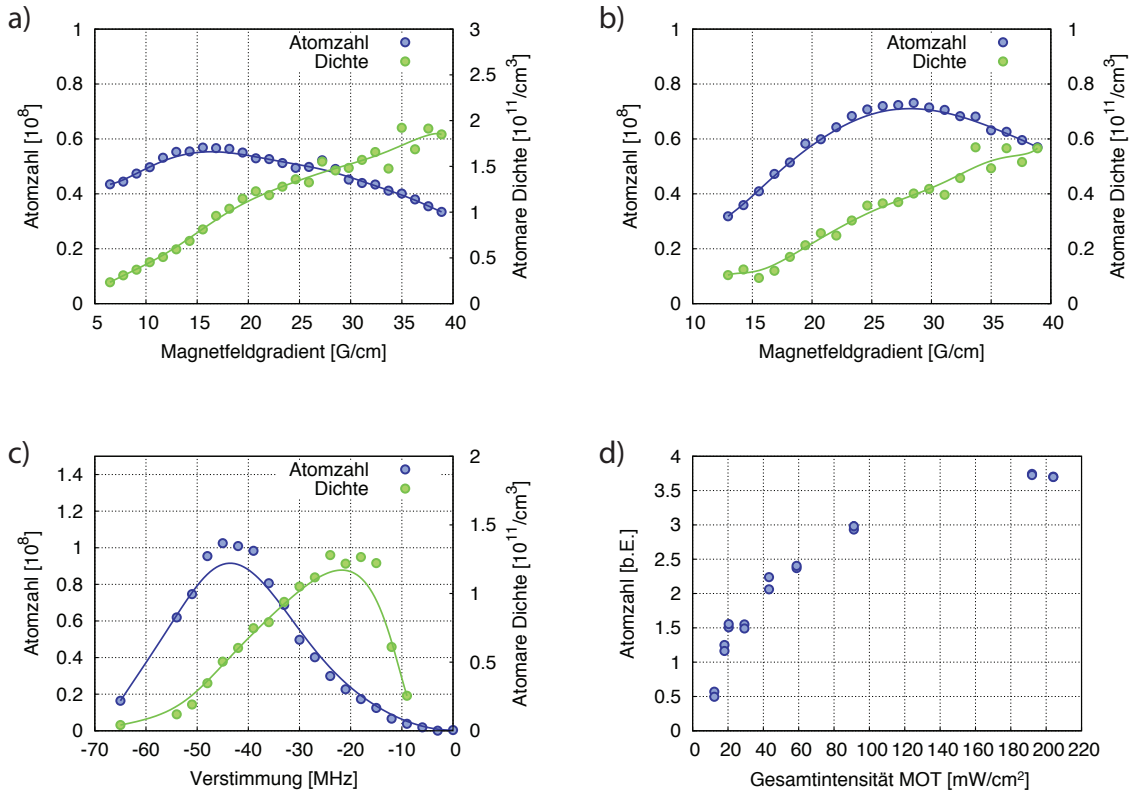 a)
Atomzahl
Dichte
Atomzahl [10^8]
Atomare Dichte [10^11/cm^3]
1
0.8
0.6
0.4
0.2
0
3
2.5
2
1.5
1
0.5
0
5 10 15 20 25 30 35 40
Magnetfeldgradient [G/cm]
b)
Atomzahl
Dichte
Atomzahl [10^8]
Atomare Dichte [10^11/cm^3]
1
0.8
0.6
0.4
0.2
0
1
0.8
0.6
0.4
0.2
0
10 15 20 25 30 35 40
Magnetfeldgradient [G/cm]
c)
Atomzahl
Dichte
Atomzahl [10^8]
Atomare Dichte [10^11/cm^3]
1.4
1.2
1
0.8
0.6
0.4
0.2
0
2
1.5
1
0.5
0
-70 -60 -50 -40 -30 -20 -10 0
Verstimmung [MHz]
d)
Atomzahl [b.E.]
4
3.5
3
2.5
2
1.5
1
0.5
0
0 20 40 60 80 100 120 140 160 180 200 220
Gesamtintensität MOT [mW/cm²]